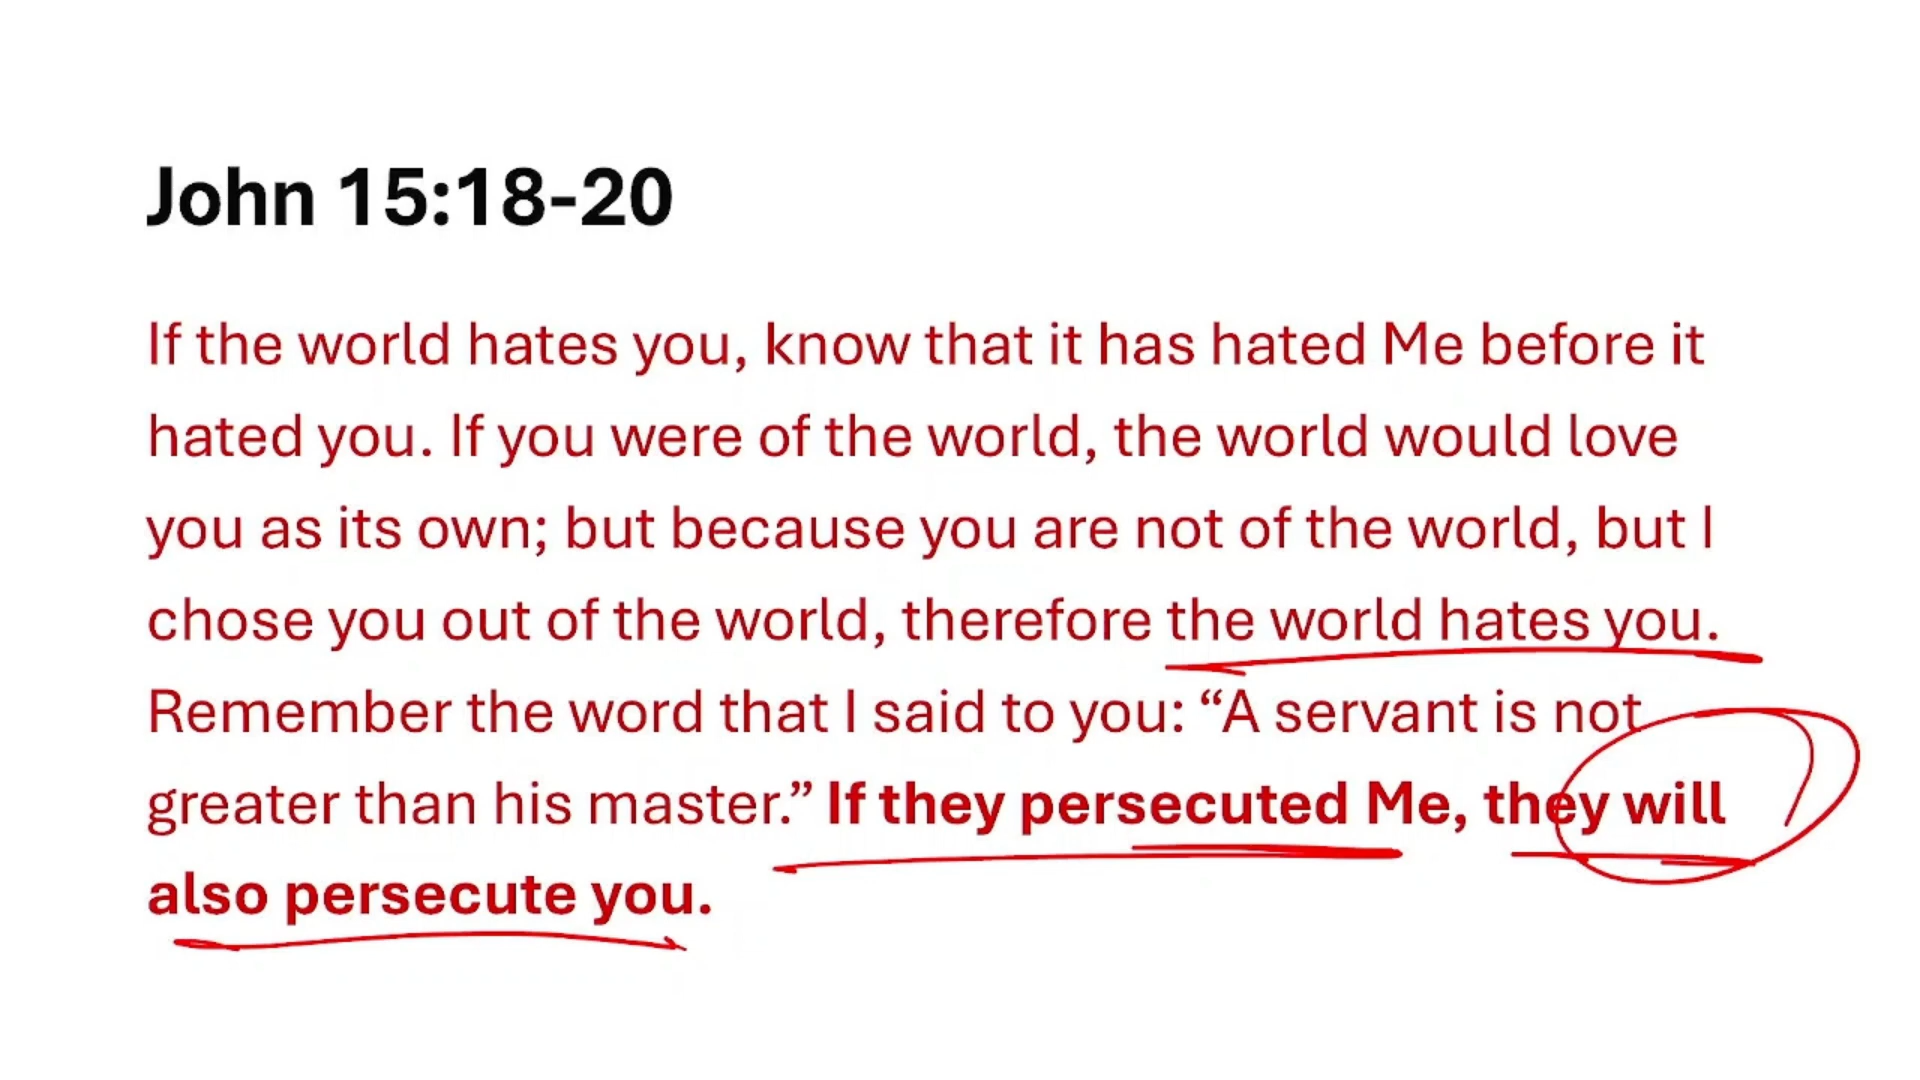 John 15:18-20
If the world hates you, know that it has hated Me before it
hated you. If you were of the world, the world would love
you as its own; but because you are not of the world, but I
chose you out of the world, therefore the world hates you.
Remember the word that I said to you: “A servant is not
greater than his master.” If they persecuted Me, they will
also persecute you.